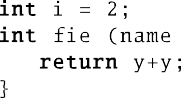 int i = 2;
int fie (name
return y+y;
}